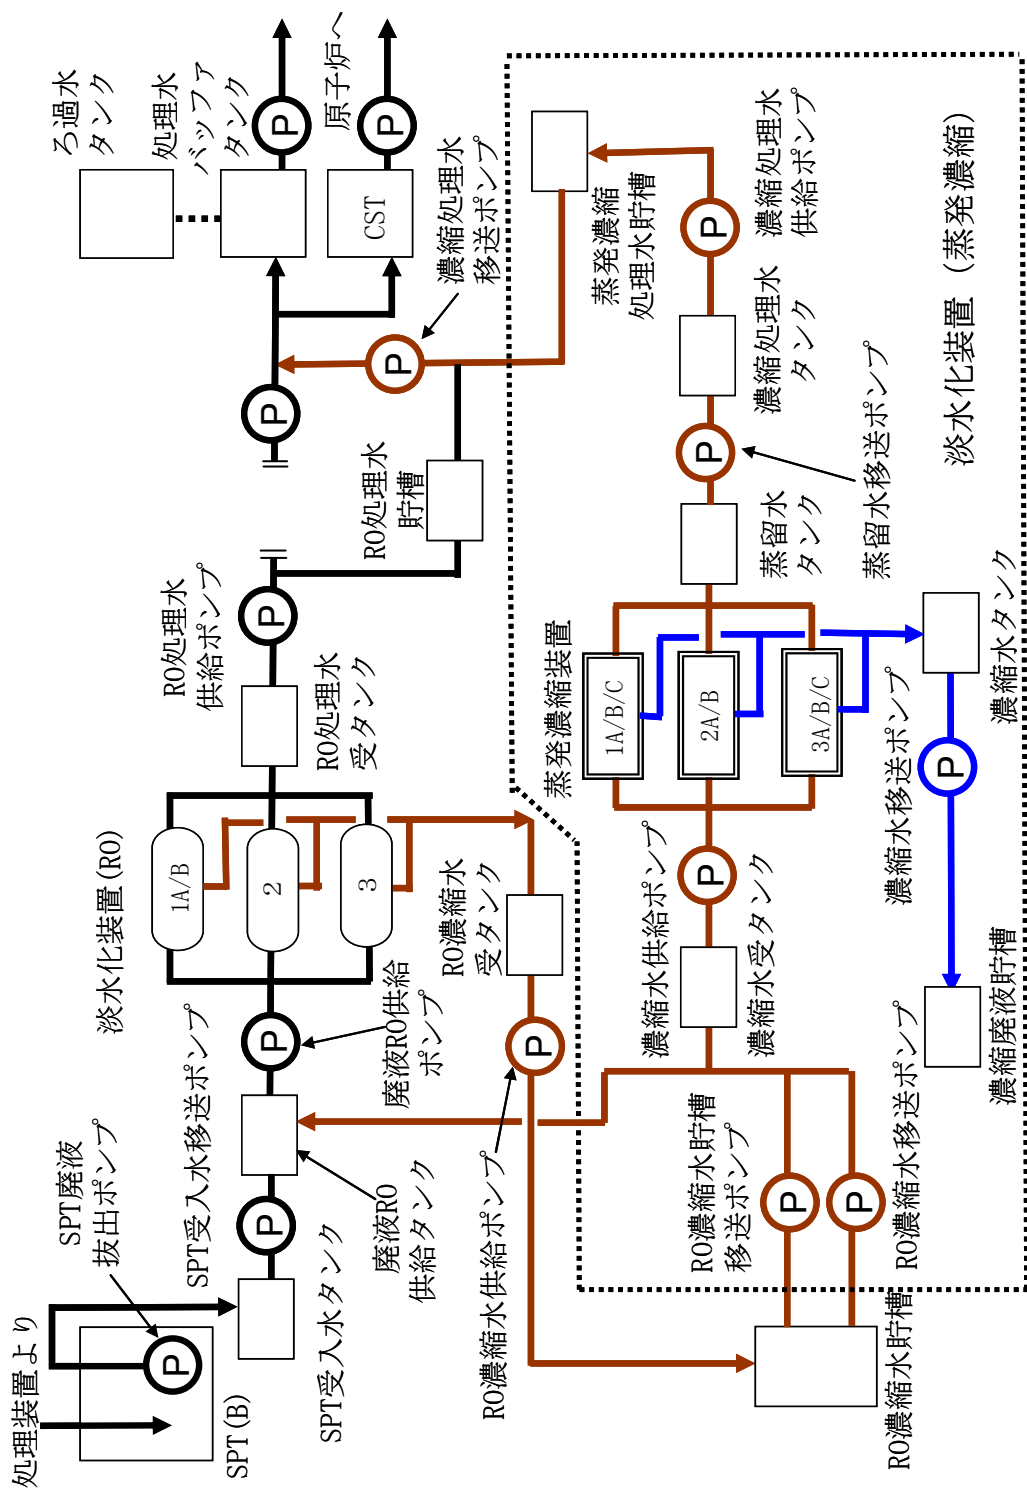 処理装置より
SPT(B)
SPT廃液
抜出ポンプ
P
SPT受入水タンク
P
SPT受入水移送ポンプ
廃液RO
供給タンク
P
廃液RO供給
ポンプ
淡水化装置(RO)
1A/B
2
3
RO処理水
受タンク
P
RO処理水
供給ポンプ
RO処理水
貯槽
P
ろ過水
タンク
処理水
バッファ
タンク
P
CST
P
原子炉へ
P
濃縮処理水
移送ポンプ
RO濃縮水
受タンク
P
RO濃縮水供給ポンプ
RO濃縮水貯槽
P
RO濃縮水貯槽
移送ポンプ
P
RO濃縮水移送ポンプ
濃縮水受タンク
P
濃縮水供給ポンプ
蒸発濃縮装置
1A/B/C
2A/B
3A/B/C
蒸留水
タンク
P
蒸留水移送ポンプ
濃縮処理水
タンク
P
濃縮処理水
供給ポンプ
蒸発濃縮
処理水貯槽
濃縮水タンク
P
濃縮水移送ポンプ
濃縮廃液貯槽
淡水化装置(蒸発濃縮)